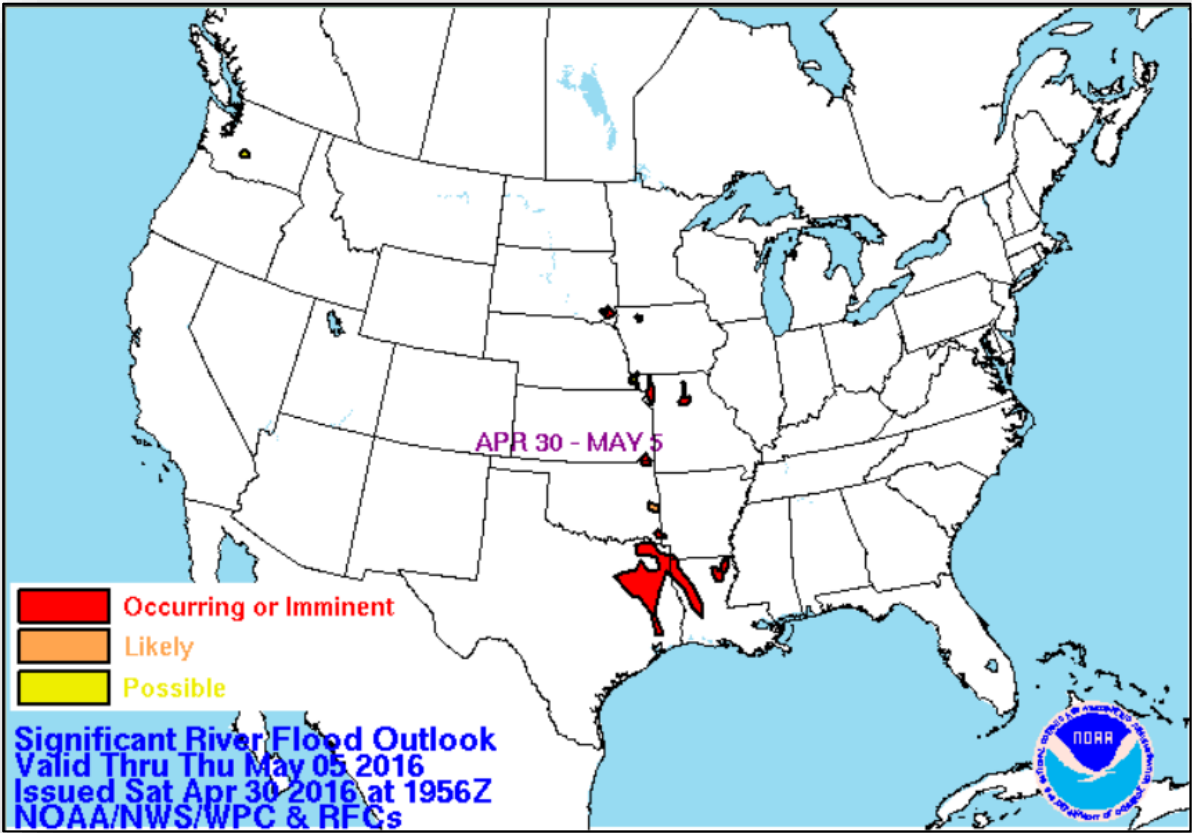 APR 30 - MAY 5
Occurring or Imminent
Likely
Possible
Significant River Flood Outlook
Valid Thru Thu May 05 2016
Issued Sat Apr 30 2016 at 1956Z
NOAA/NWS/WPC & RFCs
NOAA